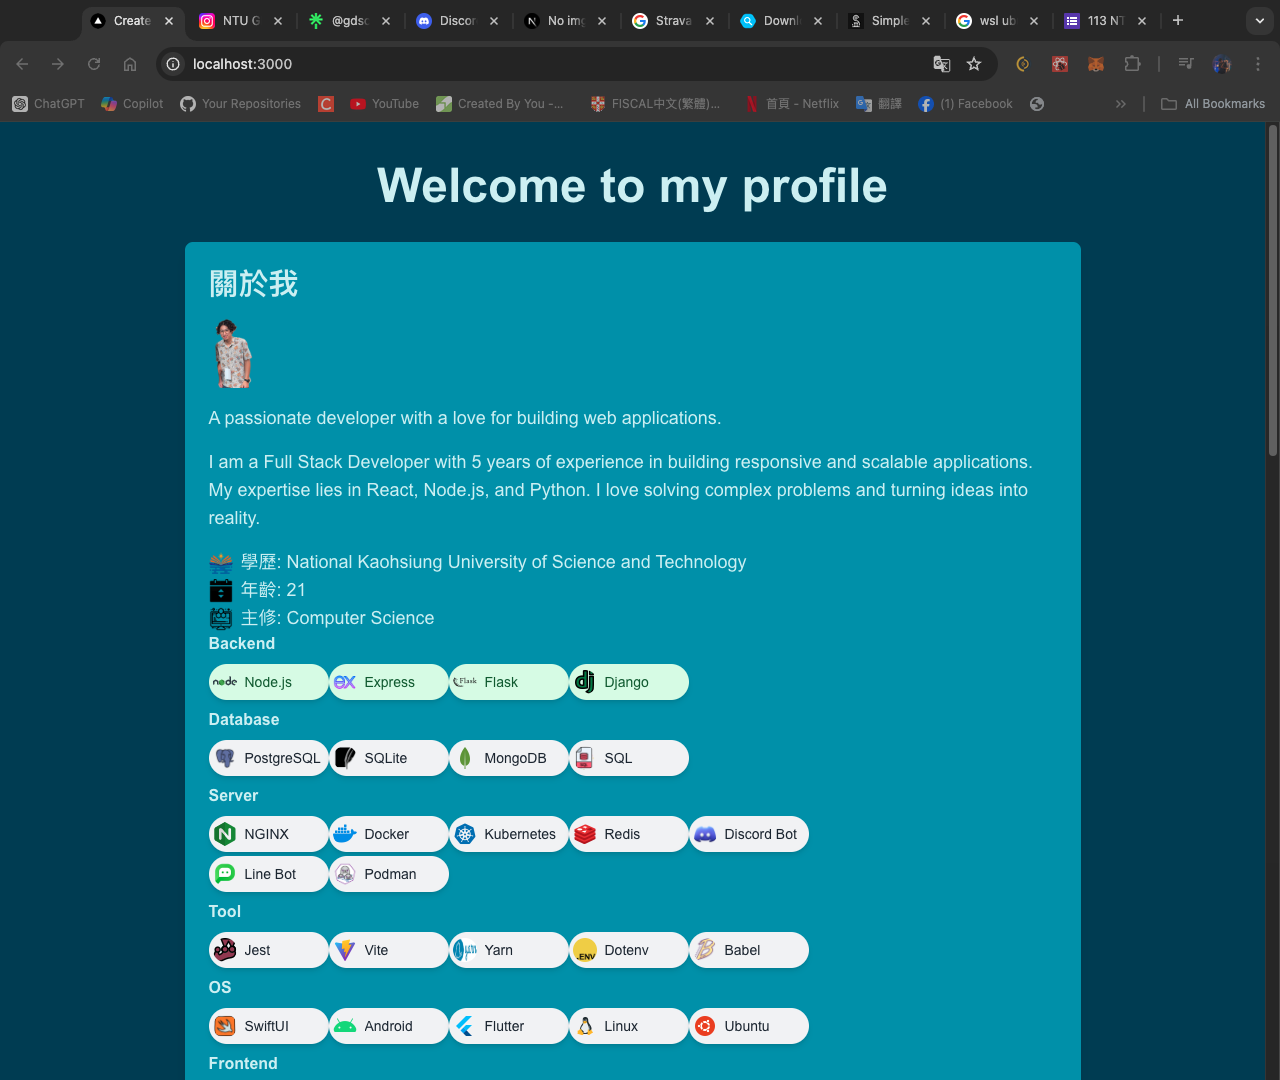 Create
NTU G
@gdsc
Discor
No img
Strava
Downl
Simple
wsl ub
113 NT
localhost:3000
ChatGPT
Copilot
Your Repositories
YouTube
Created By You -...
FISCAL中文(繁體)...
首頁 - Netflix
翻譯
(1) Facebook
All Bookmarks
Welcome to my profile
關於我
A passionate developer with a love for building web applications.
I am a Full Stack Developer with 5 years of experience in building responsive and scalable applications.
My expertise lies in React, Node.js, and Python. I love solving complex problems and turning ideas into
reality.
學歷: National Kaohsiung University of Science and Technology
年齡: 21
主修: Computer Science
Backend
node Node.js
ex Express
Flask Flask
dj Django
Database
PostgreSQL
SQLite
MongoDB
SQL
Server
NGINX
Docker
Kubernetes
Redis
Discord Bot
Line Bot
Podman
Tool
Jest
Vite
Yarn
.ENV Dotenv
Babel
OS
SwiftUI
Android
Flutter
Linux
Ubuntu
Frontend